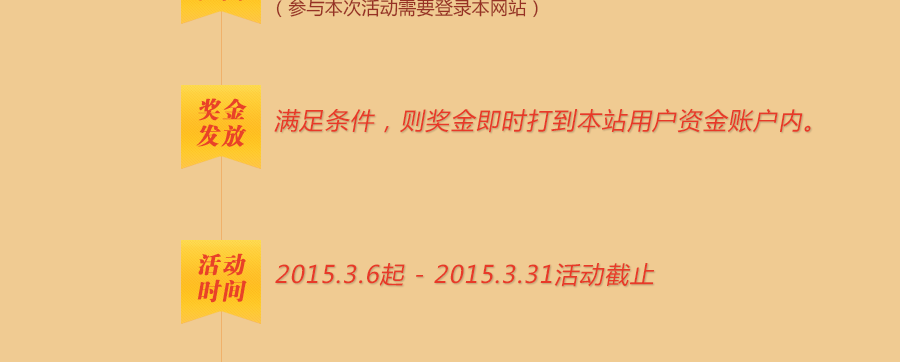 （参与本次活动需要登录本网站）
奖金
发放
满足条件，则奖金即时打到本站用户资金账户内。
活动
时间
2015.3.6起 - 2015.3.31活动截止